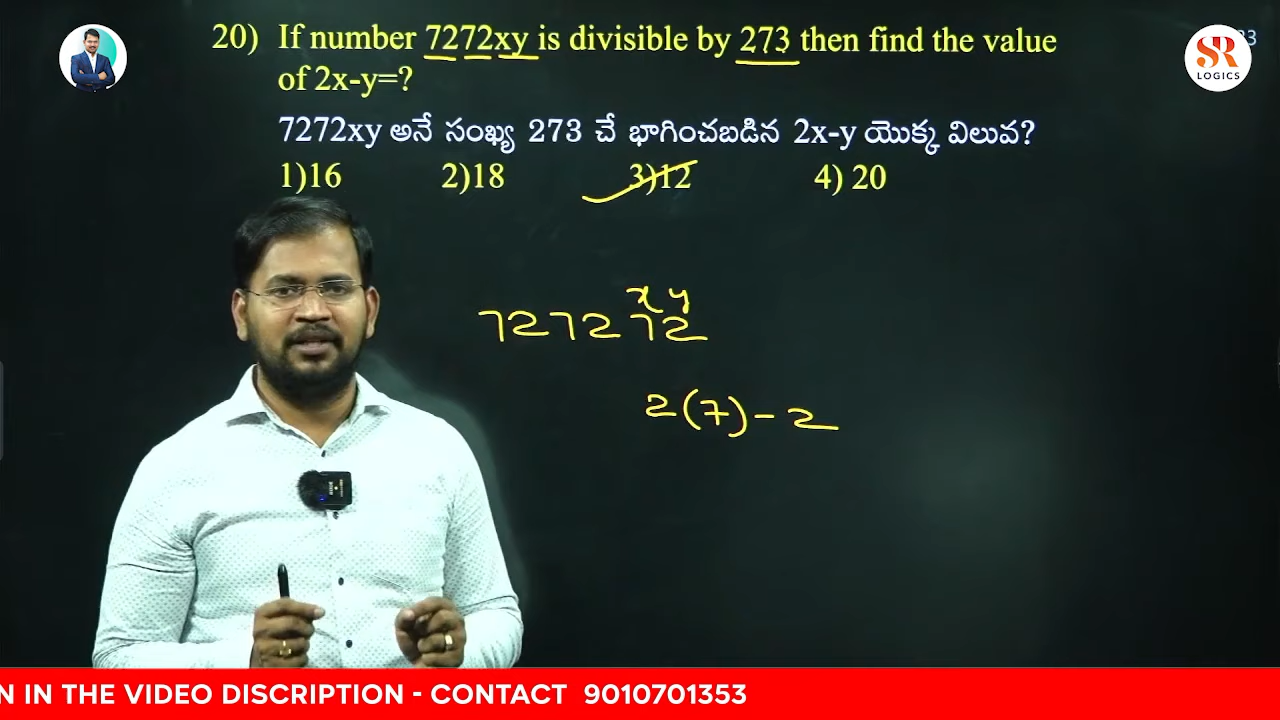 20) If number 7272xy is divisible by 273 then find the value
of 2x-y=?
7272xy అనే సంఖ్య 273 చే భాగించబడిన 2x-y యొక్క విలువ?
1)16 2)18 3)12 4) 20
SR
LOGICS
x y
727272
2(7)-2
N IN THE VIDEO DISCRIPTION - CONTACT 9010701353